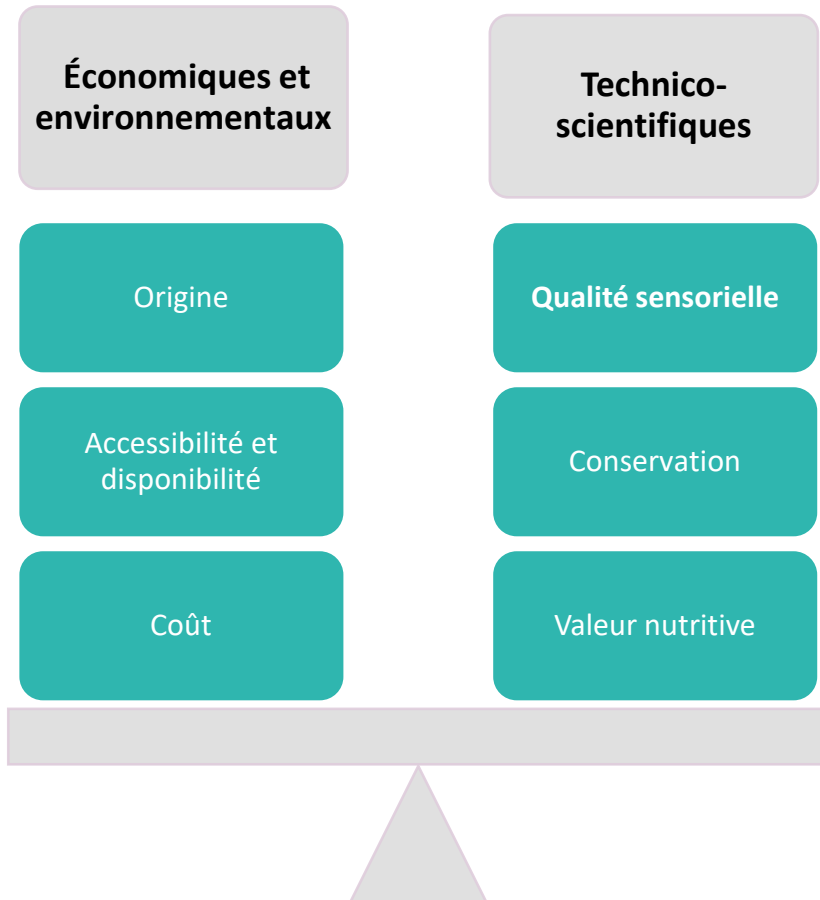 Économiques et
environnementaux
Technico-
scientifiques
Origine
Qualité sensorielle
Accessibilité et
disponibilité
Conservation
Coût
Valeur nutritive